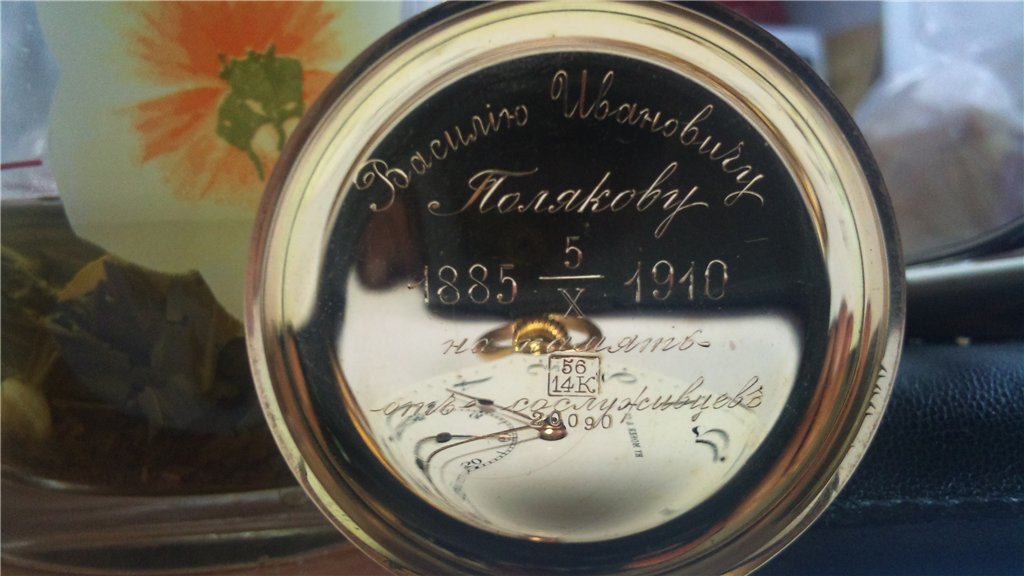 Василію Ивановичу
Полякову
1885 5/X 1910
на память
56
14K
отъ сослуживцевъ